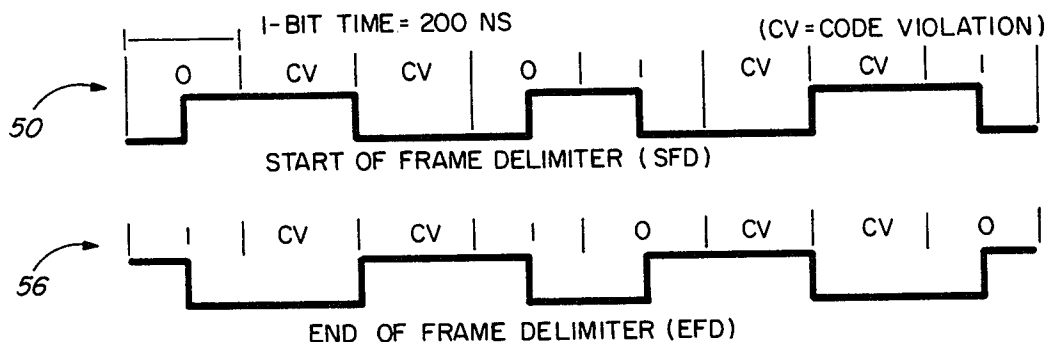 1-BIT TIME = 200 NS (CV = CODE VIOLATION)
0 CV CV 0 1 CV CV 1
50
START OF FRAME DELIMITER (SFD)
1 CV CV 1 0 CV CV 0
56
END OF FRAME DELIMITER (EFD)